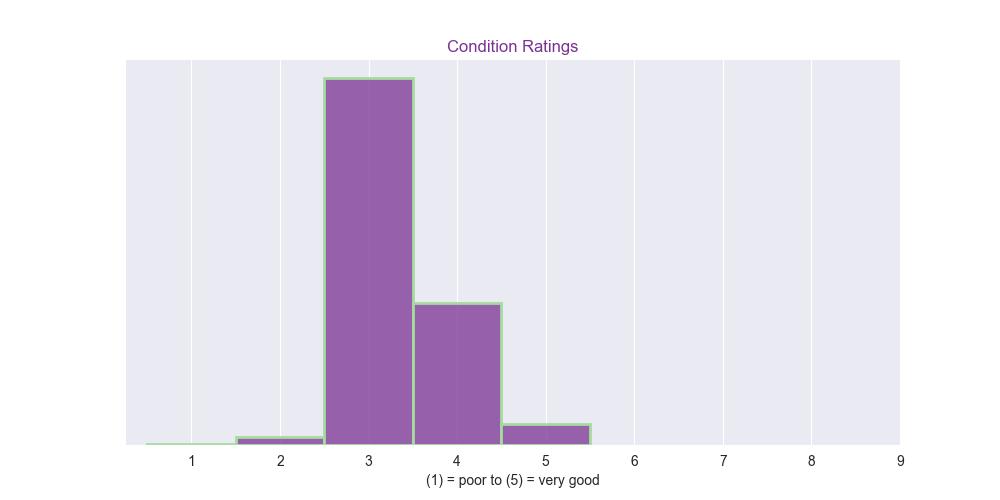 Condition Ratings
1 2 3 4 5 6 7 8 9
(1) = poor to (5) = very good